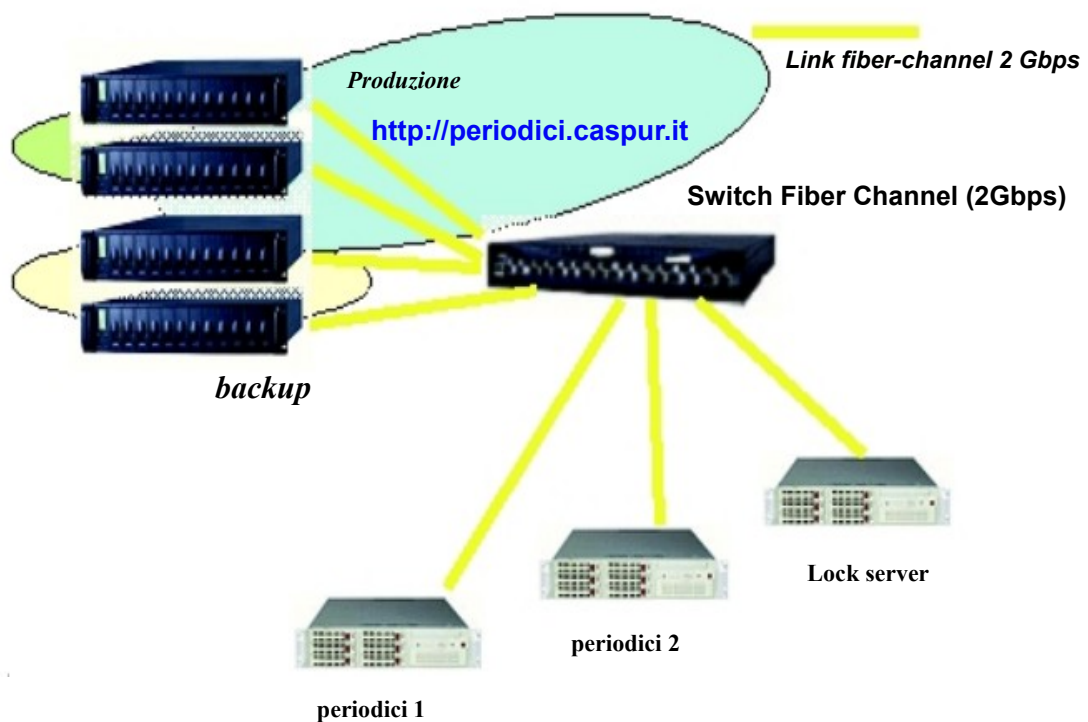 Link fiber-channel 2 Gbps
Produzione
http://periodici.caspur.it
Switch Fiber Channel (2Gbps)
backup
Lock server
periodici 2
periodici 1